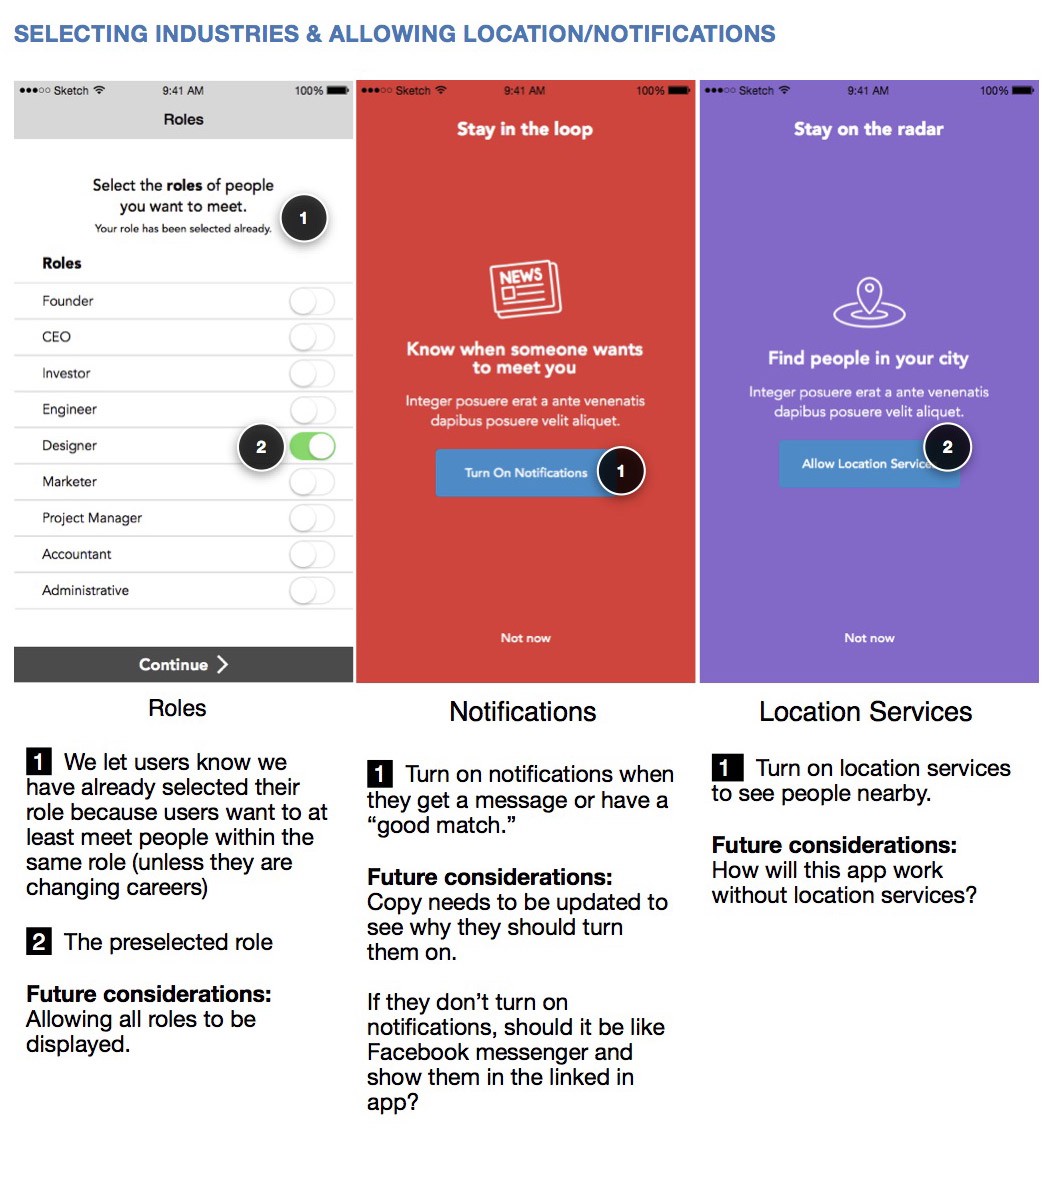 SELECTING INDUSTRIES & ALLOWING LOCATION/NOTIFICATIONS
Sketch 9:41 AM 100%
Roles
Select the roles of people
you want to meet.
Your role has been selected already.
1
Roles
Founder
CEO
Investor
Engineer
Designer
2
Marketer
Project Manager
Accountant
Administrative
Continue
Sketch 9:41 AM 100%
Stay in the loop
NEWS
Know when someone wants
to meet you
Integer posuere erat a ante venenatis
dapibus posuere velit aliquet.
Turn On Notifications
1
Not now
Sketch 9:41 AM 100%
Stay on the radar
Find people in your city
Integer posuere erat a ante venenatis
dapibus posuere velit aliquet.
Allow Location Service
2
Not now
Roles
1 We let users know we
have already selected their
role because users want to at
least meet people within the
same role (unless they are
changing careers)
2 The preselected role
Future considerations:
Allowing all roles to be
displayed.
Notifications
1 Turn on notifications when
they get a message or have a
“good match.”
Future considerations:
Copy needs to be updated to
see why they should turn
them on.
If they don’t turn on
notifications, should it be like
Facebook messenger and
show them in the linked in
app?
Location Services
1 Turn on location services
to see people nearby.
Future considerations:
How will this app work
without location services?